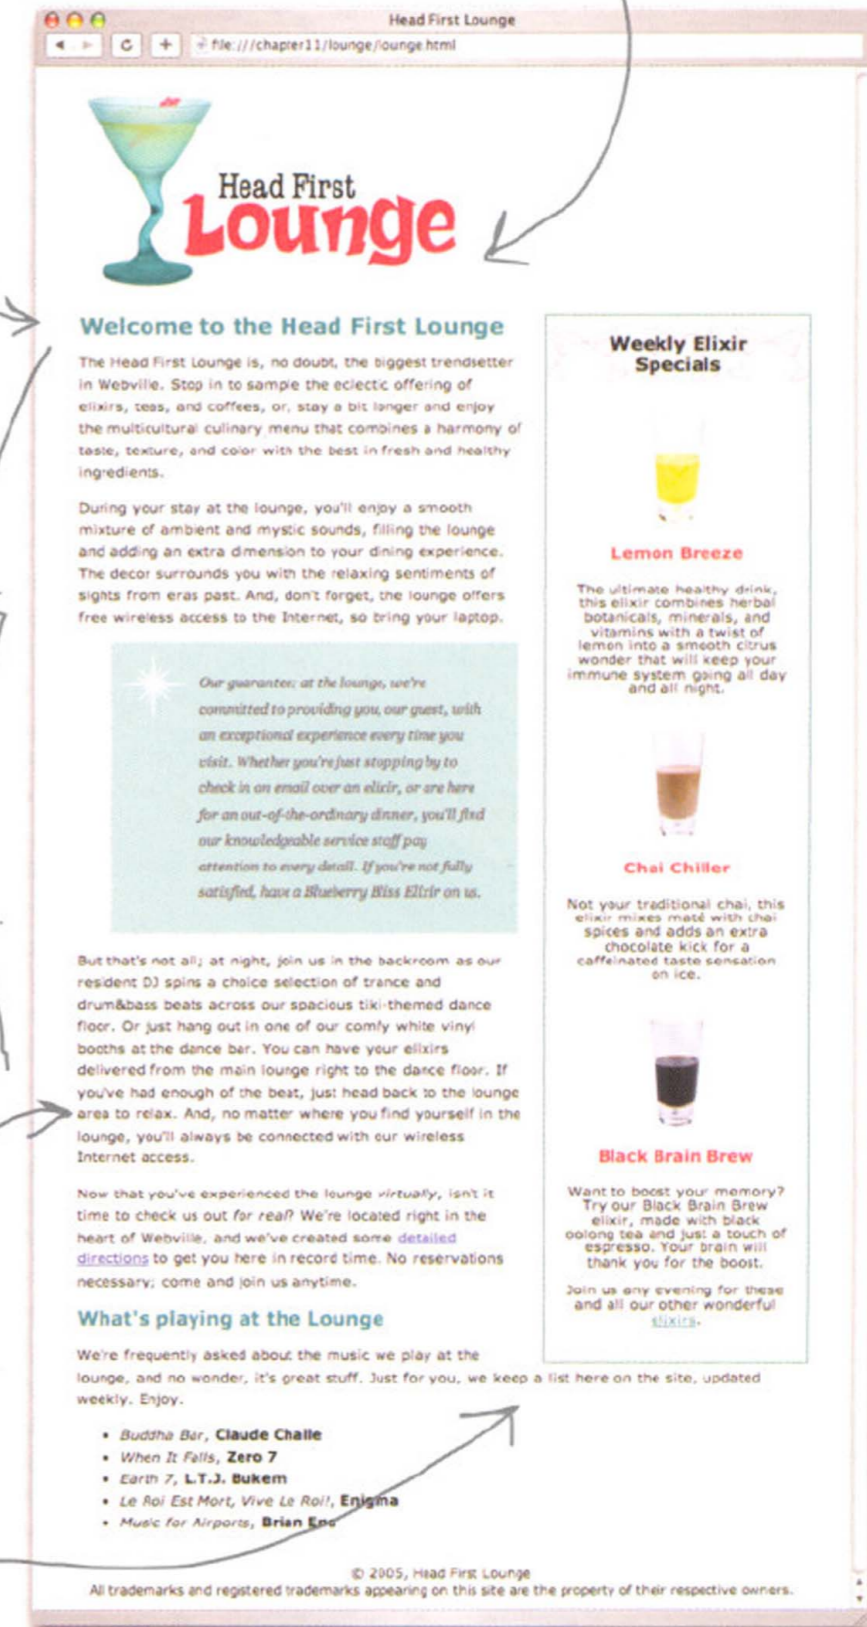 Head First Lounge
file:///chapter11/lounge/lounge.html
Head First
Lounge
Welcome to the Head First Lounge
The Head First Lounge is, no doubt, the biggest trendsetter
in Webville. Stop in to sample the eclectic offering of
elixirs, teas, and coffees, or, stay a bit longer and enjoy
the multicultural culinary menu that combines a harmony of
taste, texture, and color with the best in fresh and healthy
ingredients.
During your stay at the lounge, you'll enjoy a smooth
mixture of ambient and mystic sounds, filling the lounge
and adding an extra dimension to your dining experience.
The decor surrounds you with the relaxing sentiments of
sights from eras past. And, don't forget, the lounge offers
free wireless access to the Internet, so bring your laptop.
Our guarantee: at the lounge, we're
committed to providing you, our guest, with
an exceptional experience every time you
visit. Whether you're just stopping by to
check in on email over an elixir, or are here
for an out-of-the-ordinary dinner, you'll find
our knowledgeable service staff pay
attention to every detail. If you're not fully
satisfied, have a Blueberry Bliss Elixir on us.
But that's not all; at night, join us in the backroom as our
resident DJ spins a choice selection of trance and
drum&bass beats across our spacious tiki-themed dance
floor. Or just hang out in one of our comfy white vinyl
booths at the dance bar. You can have your elixirs
delivered from the main lounge right to the dance floor. If
you've had enough of the beat, just head back to the lounge
area to relax. And, no matter where you find yourself in the
lounge, you'll always be connected with our wireless
Internet access.
Now that you've experienced the lounge virtually, isn't it
time to check us out for real? We're located right in the
heart of Webville, and we've created some detailed
directions to get you here in record time. No reservations
necessary; come and join us anytime.
What's playing at the Lounge
We're frequently asked about the music we play at the
lounge, and no wonder, it's great stuff. Just for you, we keep a list here on the site, updated
weekly. Enjoy.
• Buddha Bar, Claude Challe
• When It Falls, Zero 7
• Earth 7, L.T.J. Bukem
• Le Roi Est Mort, Vive Le Roi!, Enigma
• Music for Airports, Brian Eno
Weekly Elixir
Specials
Lemon Breeze
The ultimate healthy drink,
this elixir combines herbal
botanicals, minerals, and
vitamins with a twist of
lemon into a smooth citrus
wonder that will keep your
immune system going all day
and all night.
Chai Chiller
Not your traditional chai, this
elixir mixes maté with chai
spices and adds an extra
chocolate kick for a
caffeinated taste sensation
on ice.
Black Brain Brew
Want to boost your memory?
Try our Black Brain Brew
elixir, made with black
oolong tea and just a touch of
espresso. Your brain will
thank you for the boost.
Join us any evening for these
and all our other wonderful
elixirs.
© 2005, Head First Lounge
All trademarks and registered trademarks appearing on this site are the property of their respective owners.